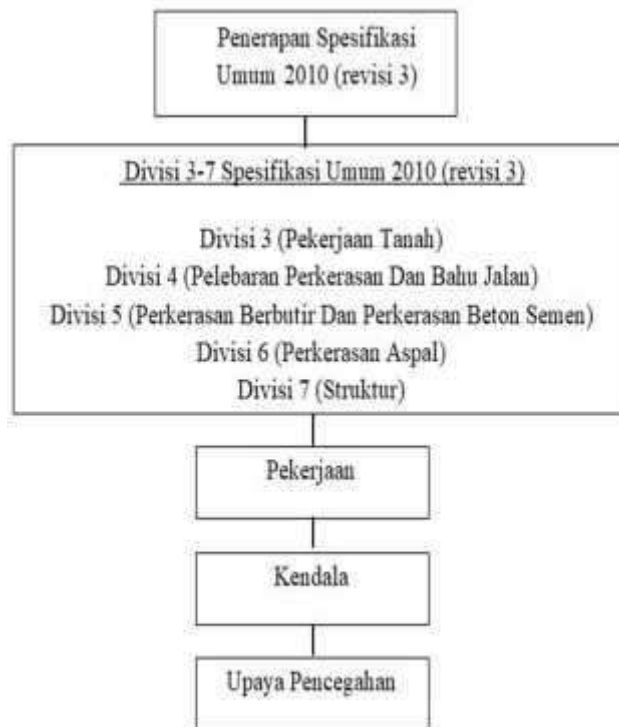 Penerapan Spesifikasi
Umum 2010 (revisi 3)
Divisi 3-7 Spesifikasi Umum 2010 (revisi 3)
Divisi 3 (Pekerjaan Tanah)
Divisi 4 (Pelebaran Perkerasan Dan Bahu Jalan)
Divisi 5 (Perkerasan Berbutir Dan Perkerasan Beton Semen)
Divisi 6 (Perkerasan Aspal)
Divisi 7 (Struktur)
Pekerjaan
Kendala
Upaya Pencegahan